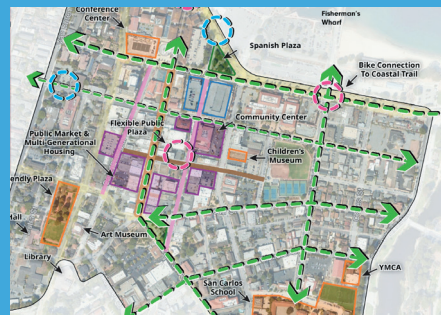 Conference
Center
Fisherman's
Wharf
Spanish Plaza
Bike Connection
To Coastal Trail
Flexible Public
Plaza
Community Center
Public Market &
Multi-Generational
Housing
Children's
Museum
endly Plaza
Hall
Art Museum
Library
San Carlos
School
YMCA